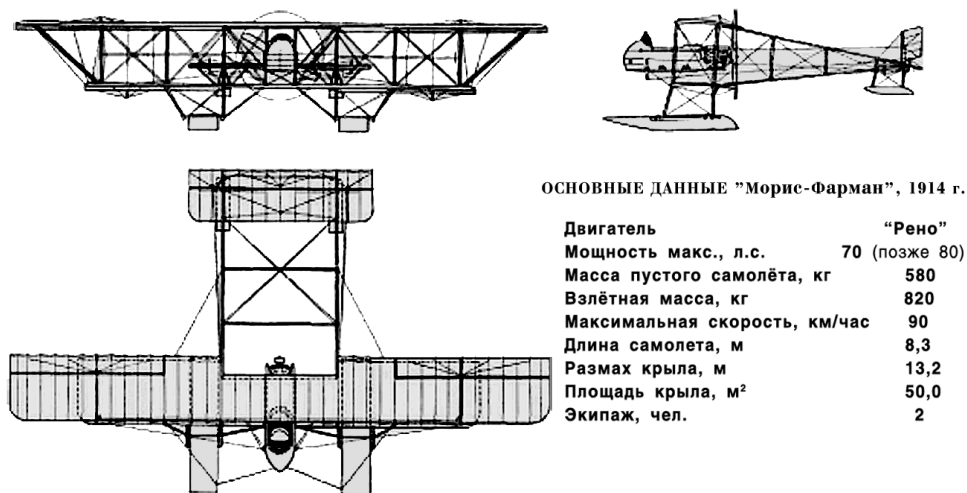 ОСНОВНЫЕ ДАННЫЕ "Морис-Фарман", 1914 г.
Двигатель "Рено"
Мощность макс., л.с. 70 (позже 80)
Масса пустого самолёта, кг 580
Взлётная масса, кг 820
Максимальная скорость, км/час 90
Длина самолета, м 8,3
Размах крыла, м 13,2
Площадь крыла, м² 50,0
Экипаж, чел. 2